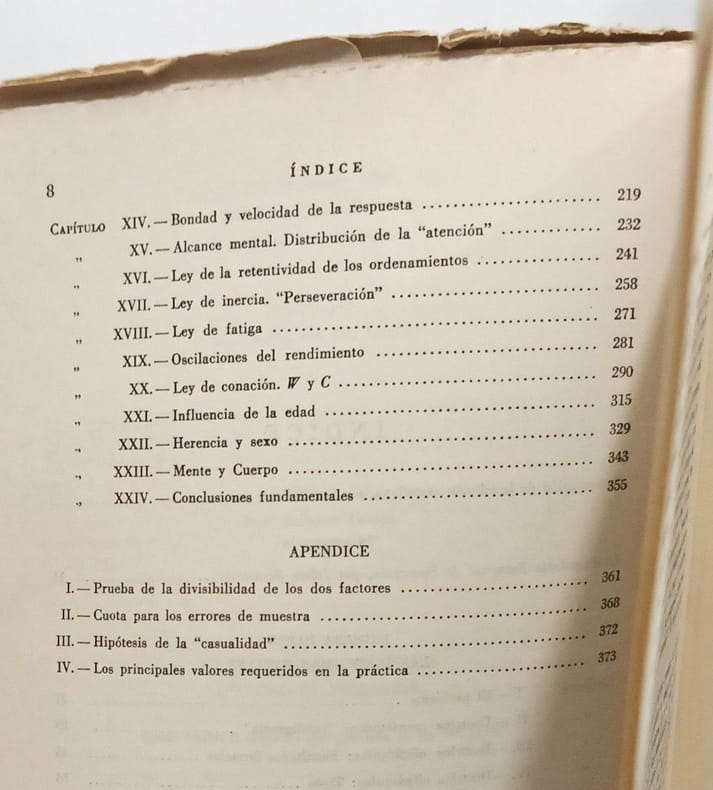 8
ÍNDICE
CAPÍTULO XIV.—Bondad y velocidad de la respuesta ........................ 219
„ XV.—Alcance mental. Distribución de la “atención” ............. 232
„ XVI.—Ley de la retentividad de los ordenamientos ................ 241
„ XVII.—Ley de inercia. “Perseveración” .............................. 258
„ XVIII.—Ley de fatiga ............................................. 271
„ XIX.—Oscilaciones del rendimiento ................................ 281
„ XX.—Ley de conación. W y C ................................... 290
„ XXI.—Influencia de la edad ..................................... 315
„ XXII.—Herencia y sexo ......................................... 329
„ XXIII.—Mente y Cuerpo ........................................ 343
„ XXIV.—Conclusiones fundamentales ............................... 355
APENDICE
I.—Prueba de la divisibilidad de los dos factores ......................... 361
II.—Cuota para los errores de muestra ................................... 368
III.—Hipótesis de la “casualidad” ........................................ 372
IV.—Los principales valores requeridos en la práctica ...................... 373